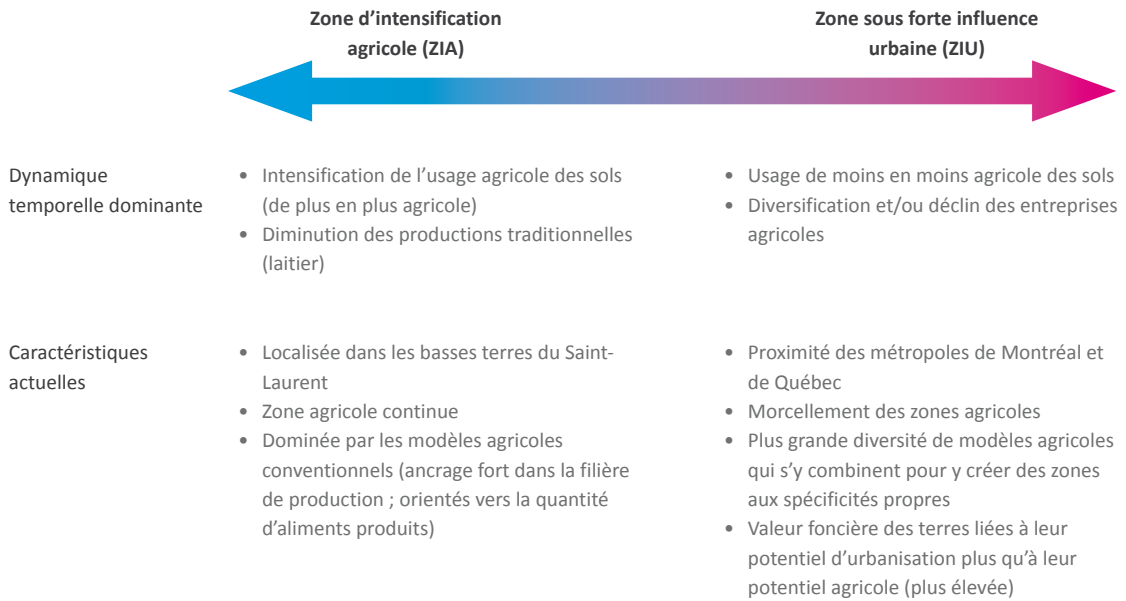 Zone d’intensification
agricole (ZIA)
Zone sous forte influence
urbaine (ZIU)
Dynamique
temporelle dominante
• Intensification de l’usage agricole des sols
(de plus en plus agricole)
• Diminution des productions traditionnelles
(laitier)
• Usage de moins en moins agricole des sols
• Diversification et/ou déclin des entreprises
agricoles
Caractéristiques
actuelles
• Localisée dans les basses terres du Saint-
Laurent
• Zone agricole continue
• Dominée par les modèles agricoles
conventionnels (ancrage fort dans la filière
de production ; orientés vers la quantité
d’aliments produits)
• Proximité des métropoles de Montréal et
de Québec
• Morcellement des zones agricoles
• Plus grande diversité de modèles agricoles
qui s’y combinent pour y créer des zones
aux spécificités propres
• Valeur foncière des terres liées à leur
potentiel d’urbanisation plus qu’à leur
potentiel agricole (plus élevée)